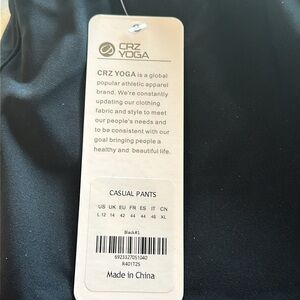 CRZ
YOGA
CRZ YOGA is a global
popular athletic apparel
brand. We're constantly
updating our clothing
fabric and style to meet
our people's needs and
to be consistent with our
goal bringing people a
healthy and beautiful life.
CASUAL PANTS
US UK EU FR ES IT CN
L 12 14 42 44 44 48 XL
Black#1
6923327051040
R401725
Made in China